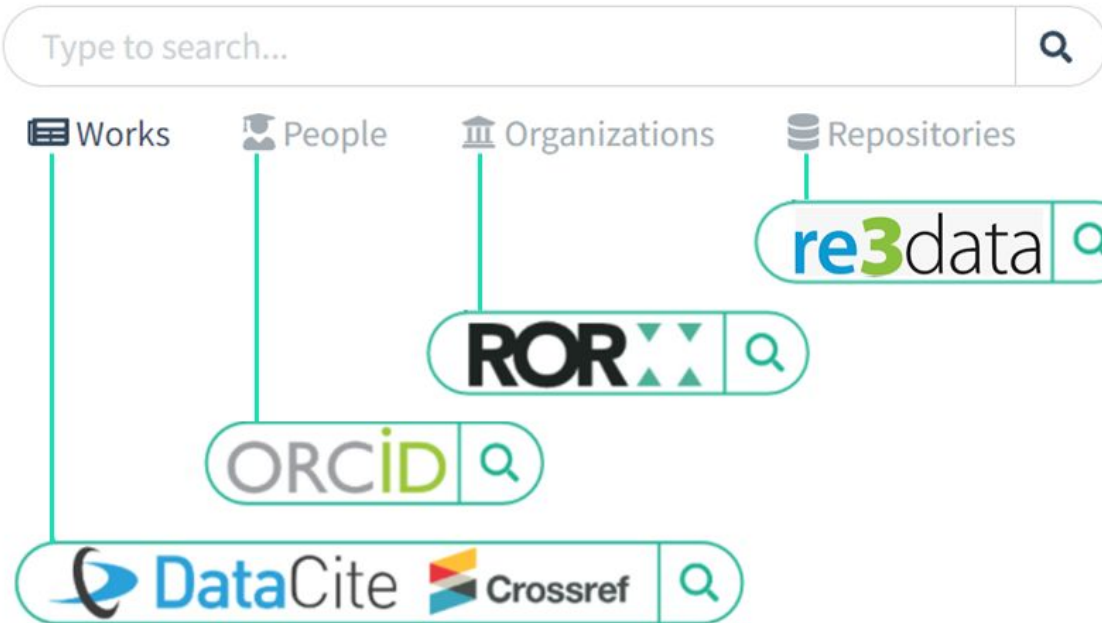 Type to search...
Works People Organizations Repositories
re3data
ROR
ORCiD
DataCite Crossref